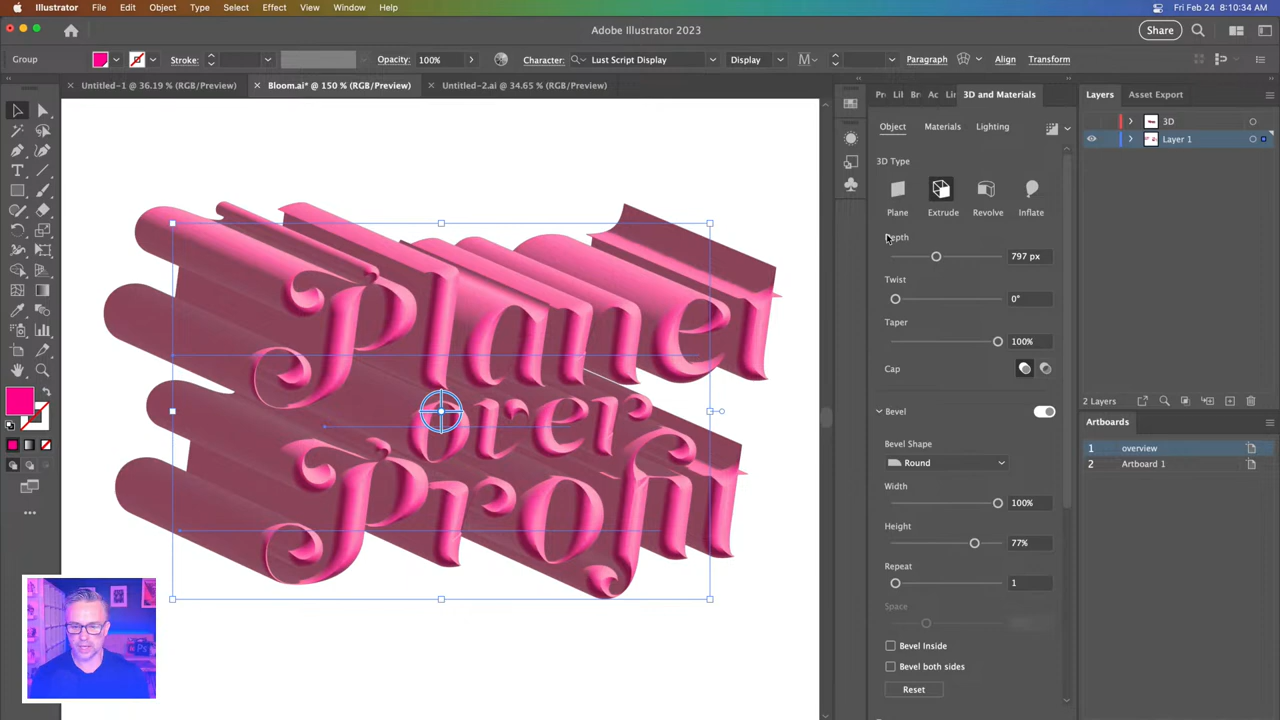 Illustrator File Edit Object Type Select Effect View Window Help Fri Feb 24 8:10:34 AM
Adobe Illustrator 2023
Share
Group Stroke: Opacity: 100% Character: Lust Script Display Display Paragraph Align Transform
Untitled-1 @ 36.19 % (RGB/Preview) Bloom.ai* @ 150 % (RGB/Preview) Untitled-2.ai @ 34.65 % (RGB/Preview)
3D and Materials
Layers Asset Export
Object Materials Lighting
3D
Layer 1
3D Type
Plane Extrude Revolve Inflate
Depth
797 px
Twist
0°
Taper
100%
Cap
Bevel
Bevel Shape
Round
Width
100%
Height
77%
Repeat
1
Space
Bevel Inside
Bevel both sides
Reset
2 Layers
Artboards
1 overview
2 Artboard 1
Planet
over
Profit